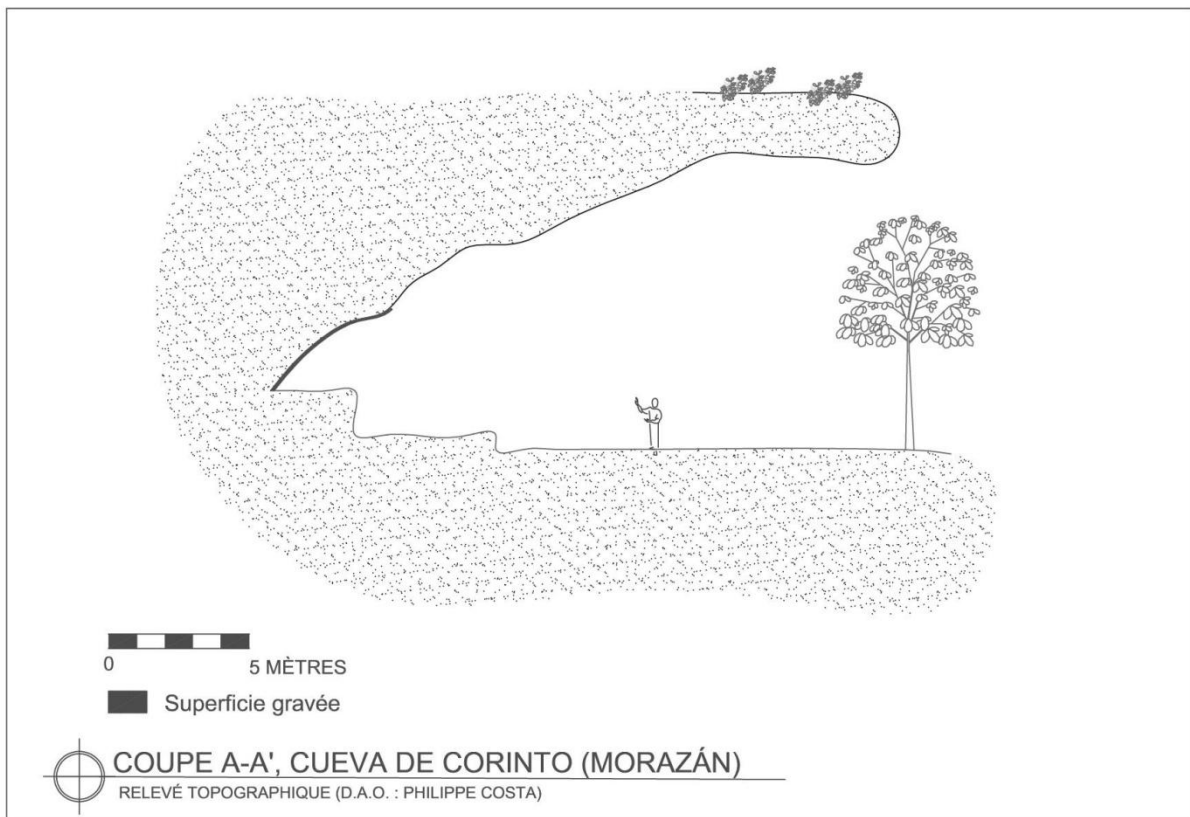 0 5 MÈTRES
Superficie gravée
COUPE A-A', CUEVA DE CORINTO (MORAZÁN)
RELEVÉ TOPOGRAPHIQUE (D.A.O. : PHILIPPE COSTA)